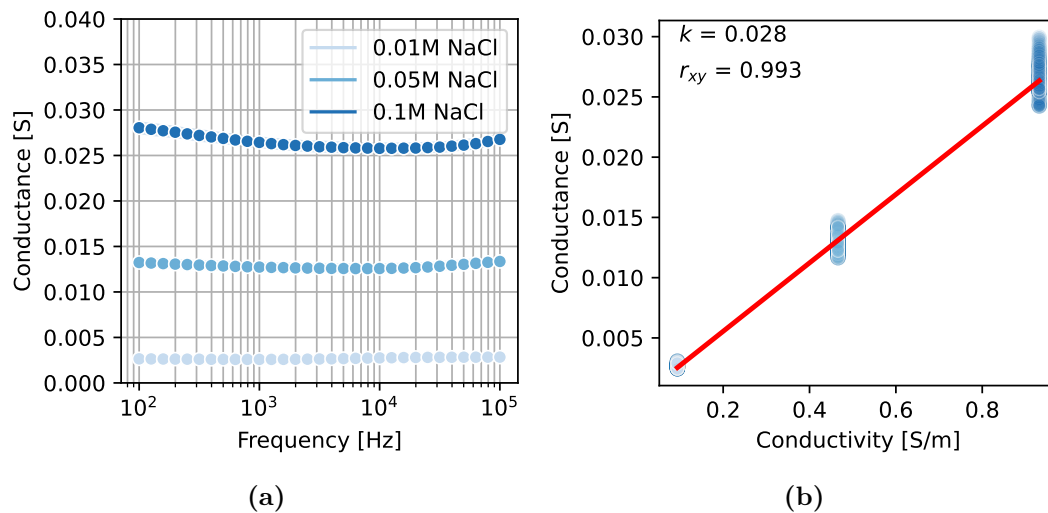 0.040
0.035
0.030
0.025
0.020
0.015
0.010
0.005
0.000
Conductance [S]
10²
10³
10⁴
10⁵
Frequency [Hz]
0.01M NaCl
0.05M NaCl
0.1M NaCl
(a)
k = 0.028
r_{xy} = 0.993
0.030
0.025
0.020
0.015
0.010
0.005
Conductance [S]
0.2
0.4
0.6
0.8
Conductivity [S/m]
(b)